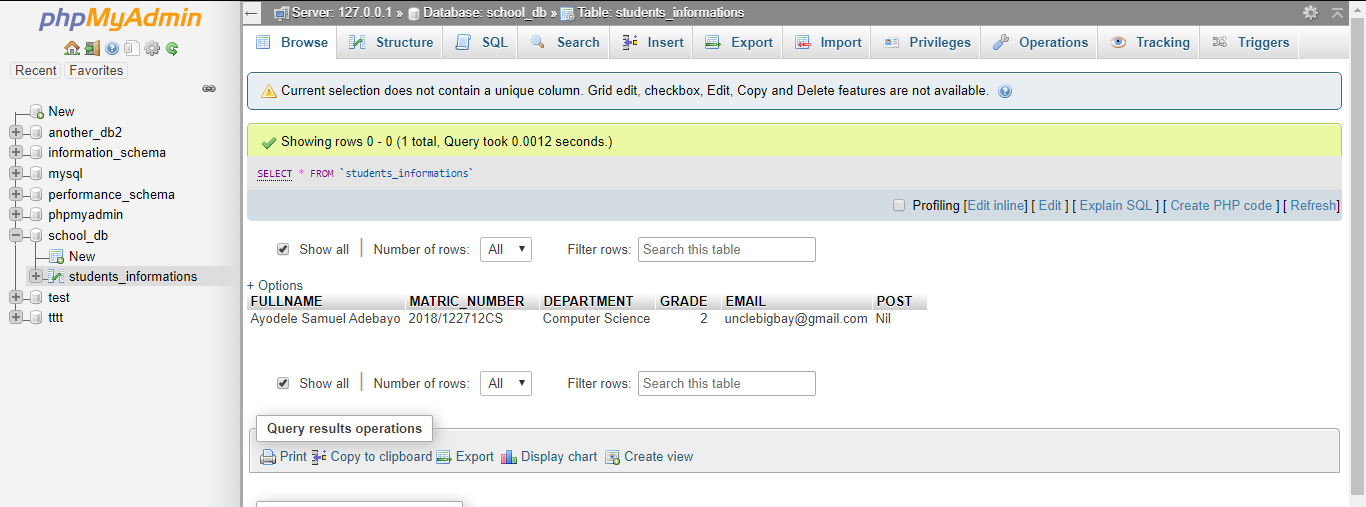 phpMyAdmin
Recent Favorites
New
another_db2
information_schema
mysql
performance_schema
phpmyadmin
school_db
New
students_informations
test
tttt
Server: 127.0.0.1 » Database: school_db » Table: students_informations
Browse Structure SQL Search Insert Export Import Privileges Operations Tracking Triggers
Current selection does not contain a unique column. Grid edit, checkbox, Edit, Copy and Delete features are not available.
Showing rows 0 - 0 (1 total, Query took 0.0012 seconds.)
SELECT * FROM `students_informations`
Profiling [Edit inline] [ Edit ] [ Explain SQL ] [ Create PHP code ] [ Refresh]
Show all | Number of rows: All Filter rows: Search this table
+ Options
FULLNAME MATRIC_NUMBER DEPARTMENT GRADE EMAIL POST
Ayodele Samuel Adebayo 2018/122712CS Computer Science 2 unclebigbay@gmail.com Nil
Show all | Number of rows: All Filter rows: Search this table
Query results operations
Print Copy to clipboard Export Display chart Create view